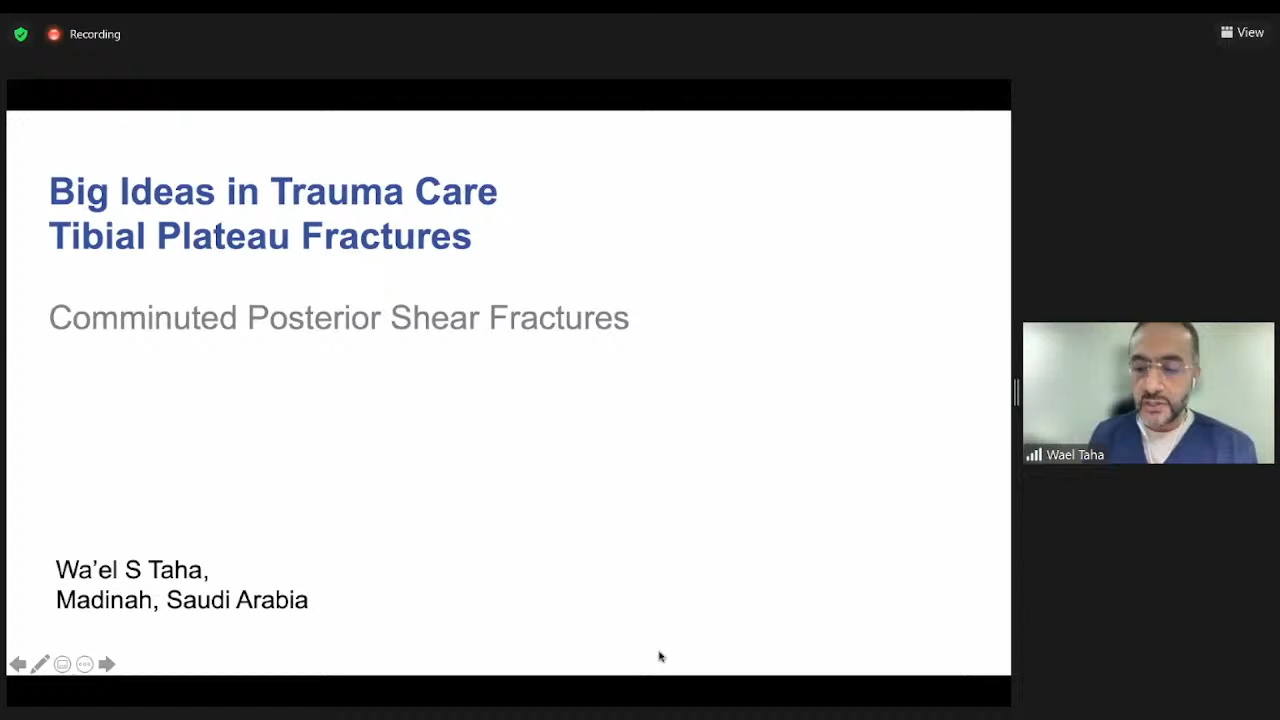 Recording
View
Big Ideas in Trauma Care
Tibial Plateau Fractures
Comminuted Posterior Shear Fractures
Wael Taha
Wa’el S Taha,
Madinah, Saudi Arabia